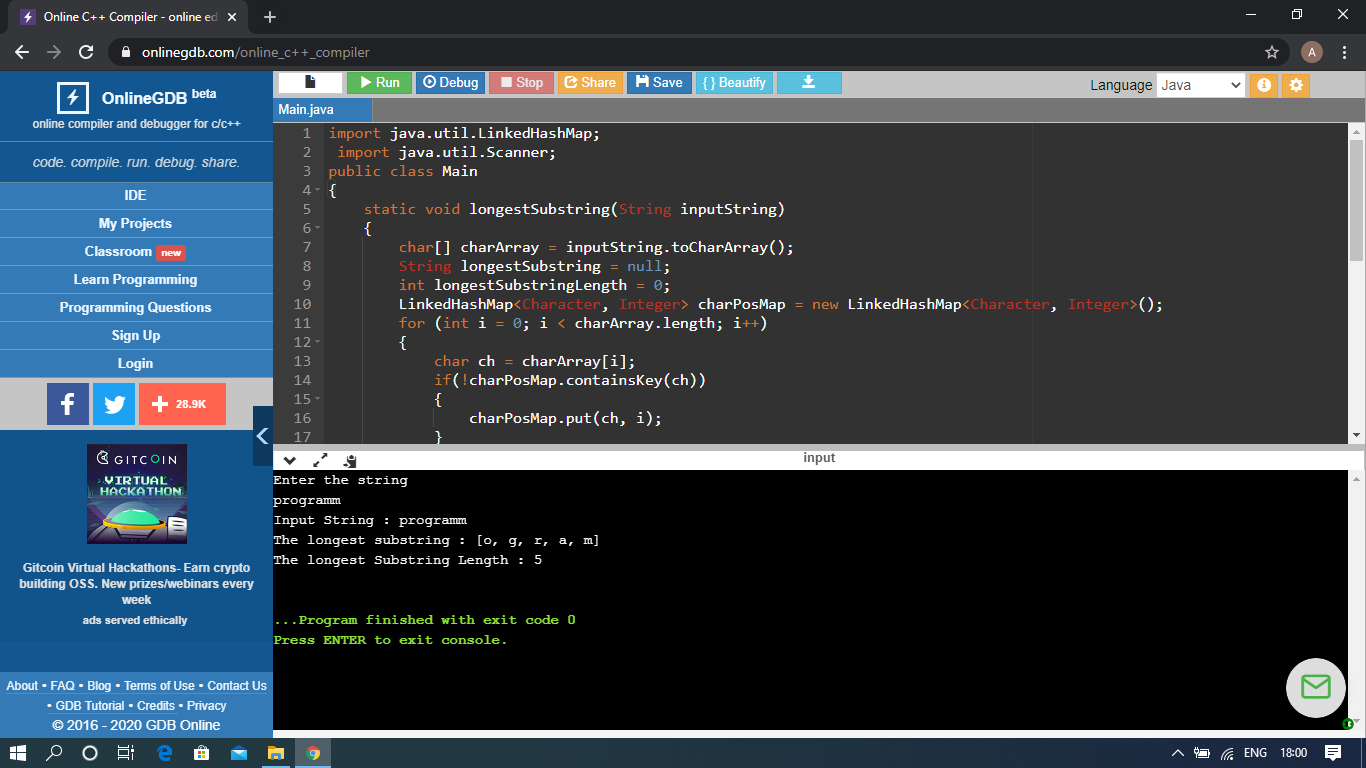 Online C++ Compiler - online ed
onlinegdb.com/online_c++_compiler
A
OnlineGDB beta
online compiler and debugger for c/c++
code. compile. run. debug. share.
IDE
My Projects
Classroom new
Learn Programming
Programming Questions
Sign Up
Login
28.9K
GITCOIN
VIRTUAL
HACKATHON
Gitcoin Virtual Hackathons- Earn crypto
building OSS. New prizes/webinars every
week
ads served ethically
About • FAQ • Blog • Terms of Use • Contact Us
• GDB Tutorial • Credits • Privacy
© 2016 - 2020 GDB Online
Run Debug Stop Share Save { } Beautify
Language Java
Main.java
1 import java.util.LinkedHashMap;
2 import java.util.Scanner;
3 public class Main
4 {
5 static void longestSubstring(String inputString)
6 {
7 char[] charArray = inputString.toCharArray();
8 String longestSubstring = null;
9 int longestSubstringLength = 0;
10 LinkedHashMap<Character, Integer> charPosMap = new LinkedHashMap<Character, Integer>();
11 for (int i = 0; i < charArray.length; i++)
12 {
13 char ch = charArray[i];
14 if(!charPosMap.containsKey(ch))
15 {
16 charPosMap.put(ch, i);
17 }
input
Enter the string
programm
Input String : programm
The longest substring : [o, g, r, a, m]
The longest Substring Length : 5
...Program finished with exit code 0
Press ENTER to exit console.
ENG 18:00